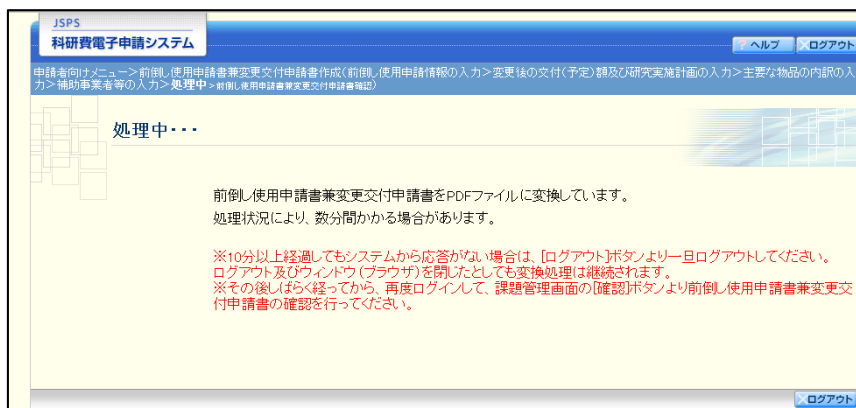 JSPS
科研費電子申請システム
ヘルプ
ログアウト
申請者向けメニュー>前倒し使用申請書兼変更交付申請書作成(前倒し使用申請情報の入力>変更後の交付(予定)額及び研究実施計画の入力>主要な物品の内訳の入
力>補助事業者等の入力>処理中>前倒し使用申請書兼変更交付申請書確認)
処理中・・・
前倒し使用申請書兼変更交付申請書をPDFファイルに変換しています。
処理状況により、数分間かかる場合があります。
※10分以上経過してもシステムから応答がない場合は、[ログアウト]ボタンより一旦ログアウトしてください。
ログアウト及びウィンドウ(ブラウザ)を閉じたとしても変換処理は継続されます。
※その後しばらく経ってから、再度ログインして、課題管理画面の[確認]ボタンより前倒し使用申請書兼変更交
付申請書の確認を行ってください。
ログアウト